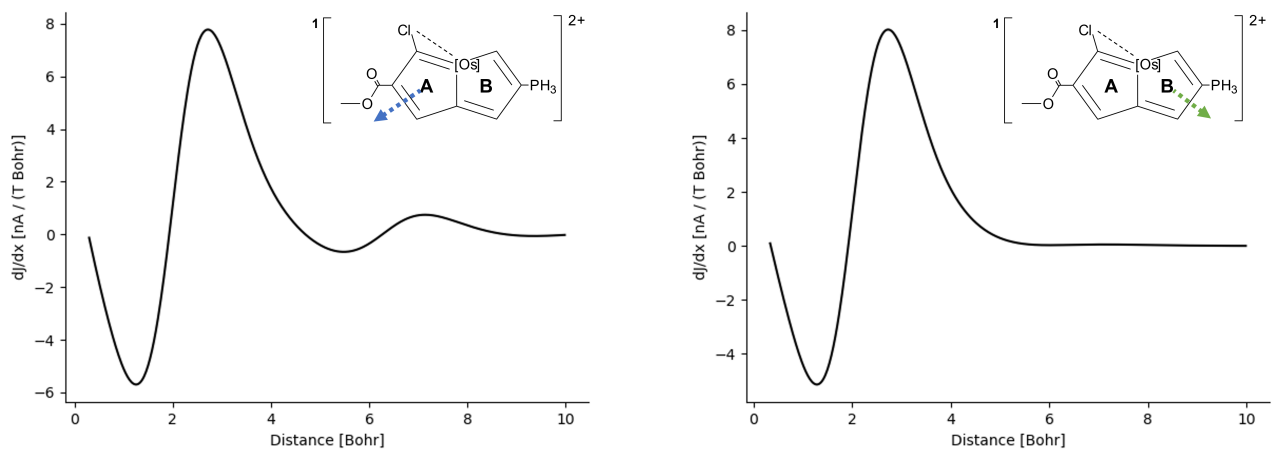 8
6
4
2
0
−2
−4
−6
dJ/dx [nA / (T Bohr)]
0 2 4 6 8 10
Distance [Bohr]
1
2+
Cl
[Os]
O
A
B
PH3
O
8
6
4
2
0
−2
−4
dJ/dx [nA / (T Bohr)]
0 2 4 6 8 10
Distance [Bohr]
1
2+
Cl
[Os]
O
A
B
PH3
O